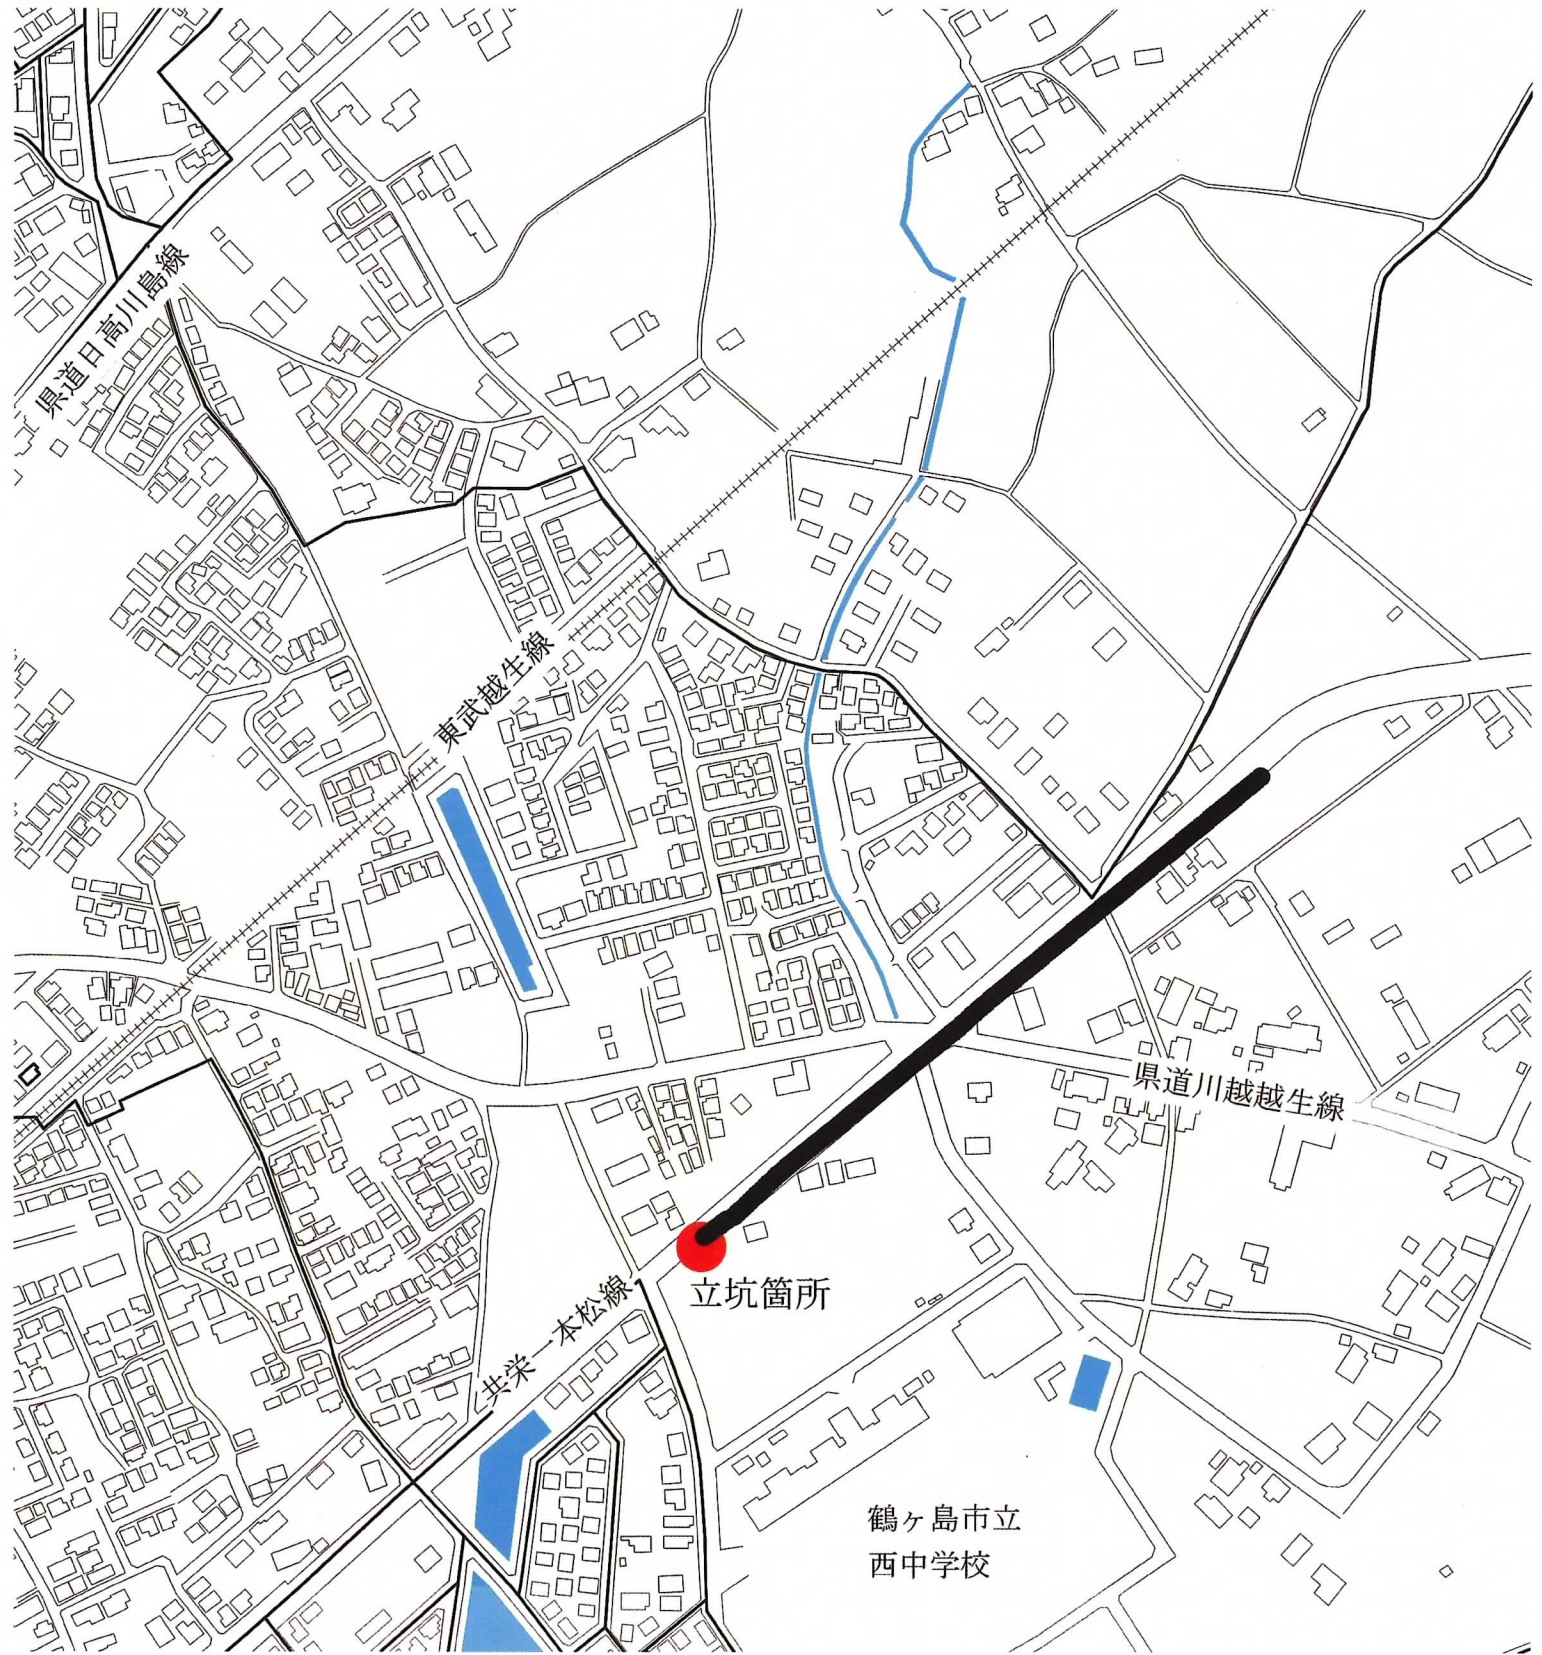 県道日高川島線
東武越生線
県道川越越生線
立坑箇所
共栄一本松線
鶴ヶ島市立
西中学校